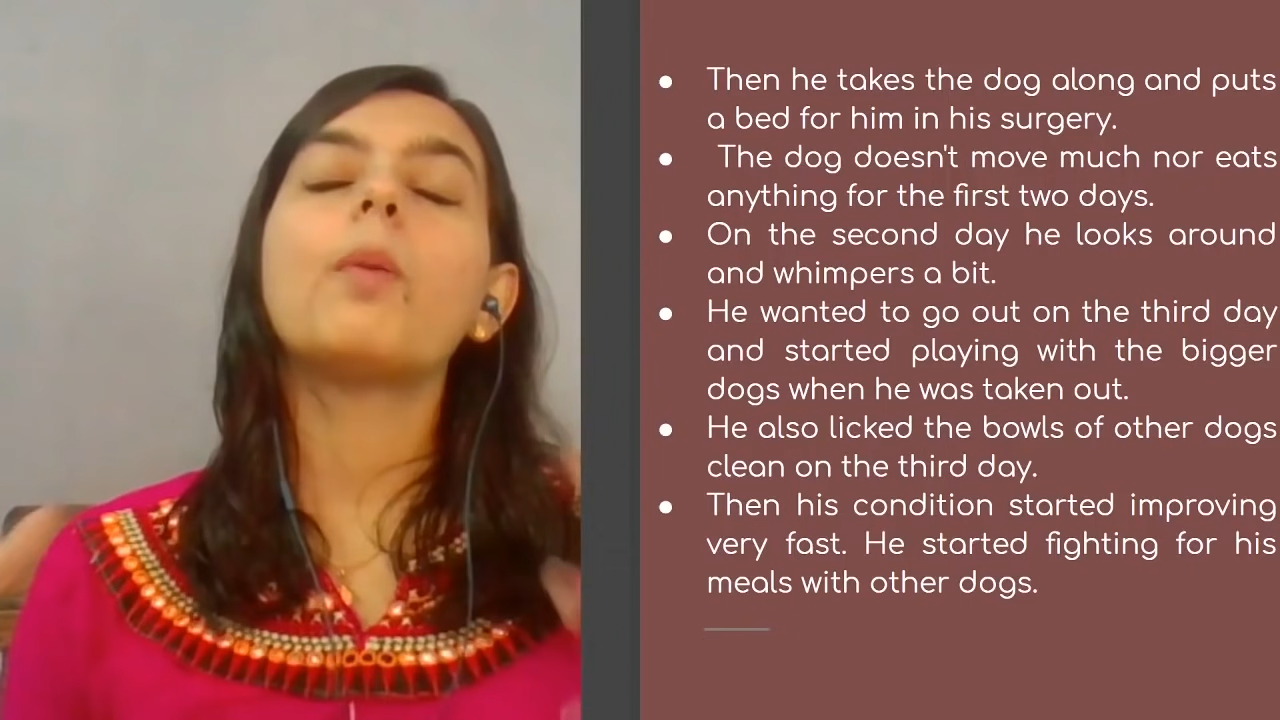 ● Then he takes the dog along and puts
a bed for him in his surgery.
● The dog doesn't move much nor eats
anything for the first two days.
● On the second day he looks around
and whimpers a bit.
● He wanted to go out on the third day
and started playing with the bigger
dogs when he was taken out.
● He also licked the bowls of other dogs
clean on the third day.
● Then his condition started improving
very fast. He started fighting for his
meals with other dogs.